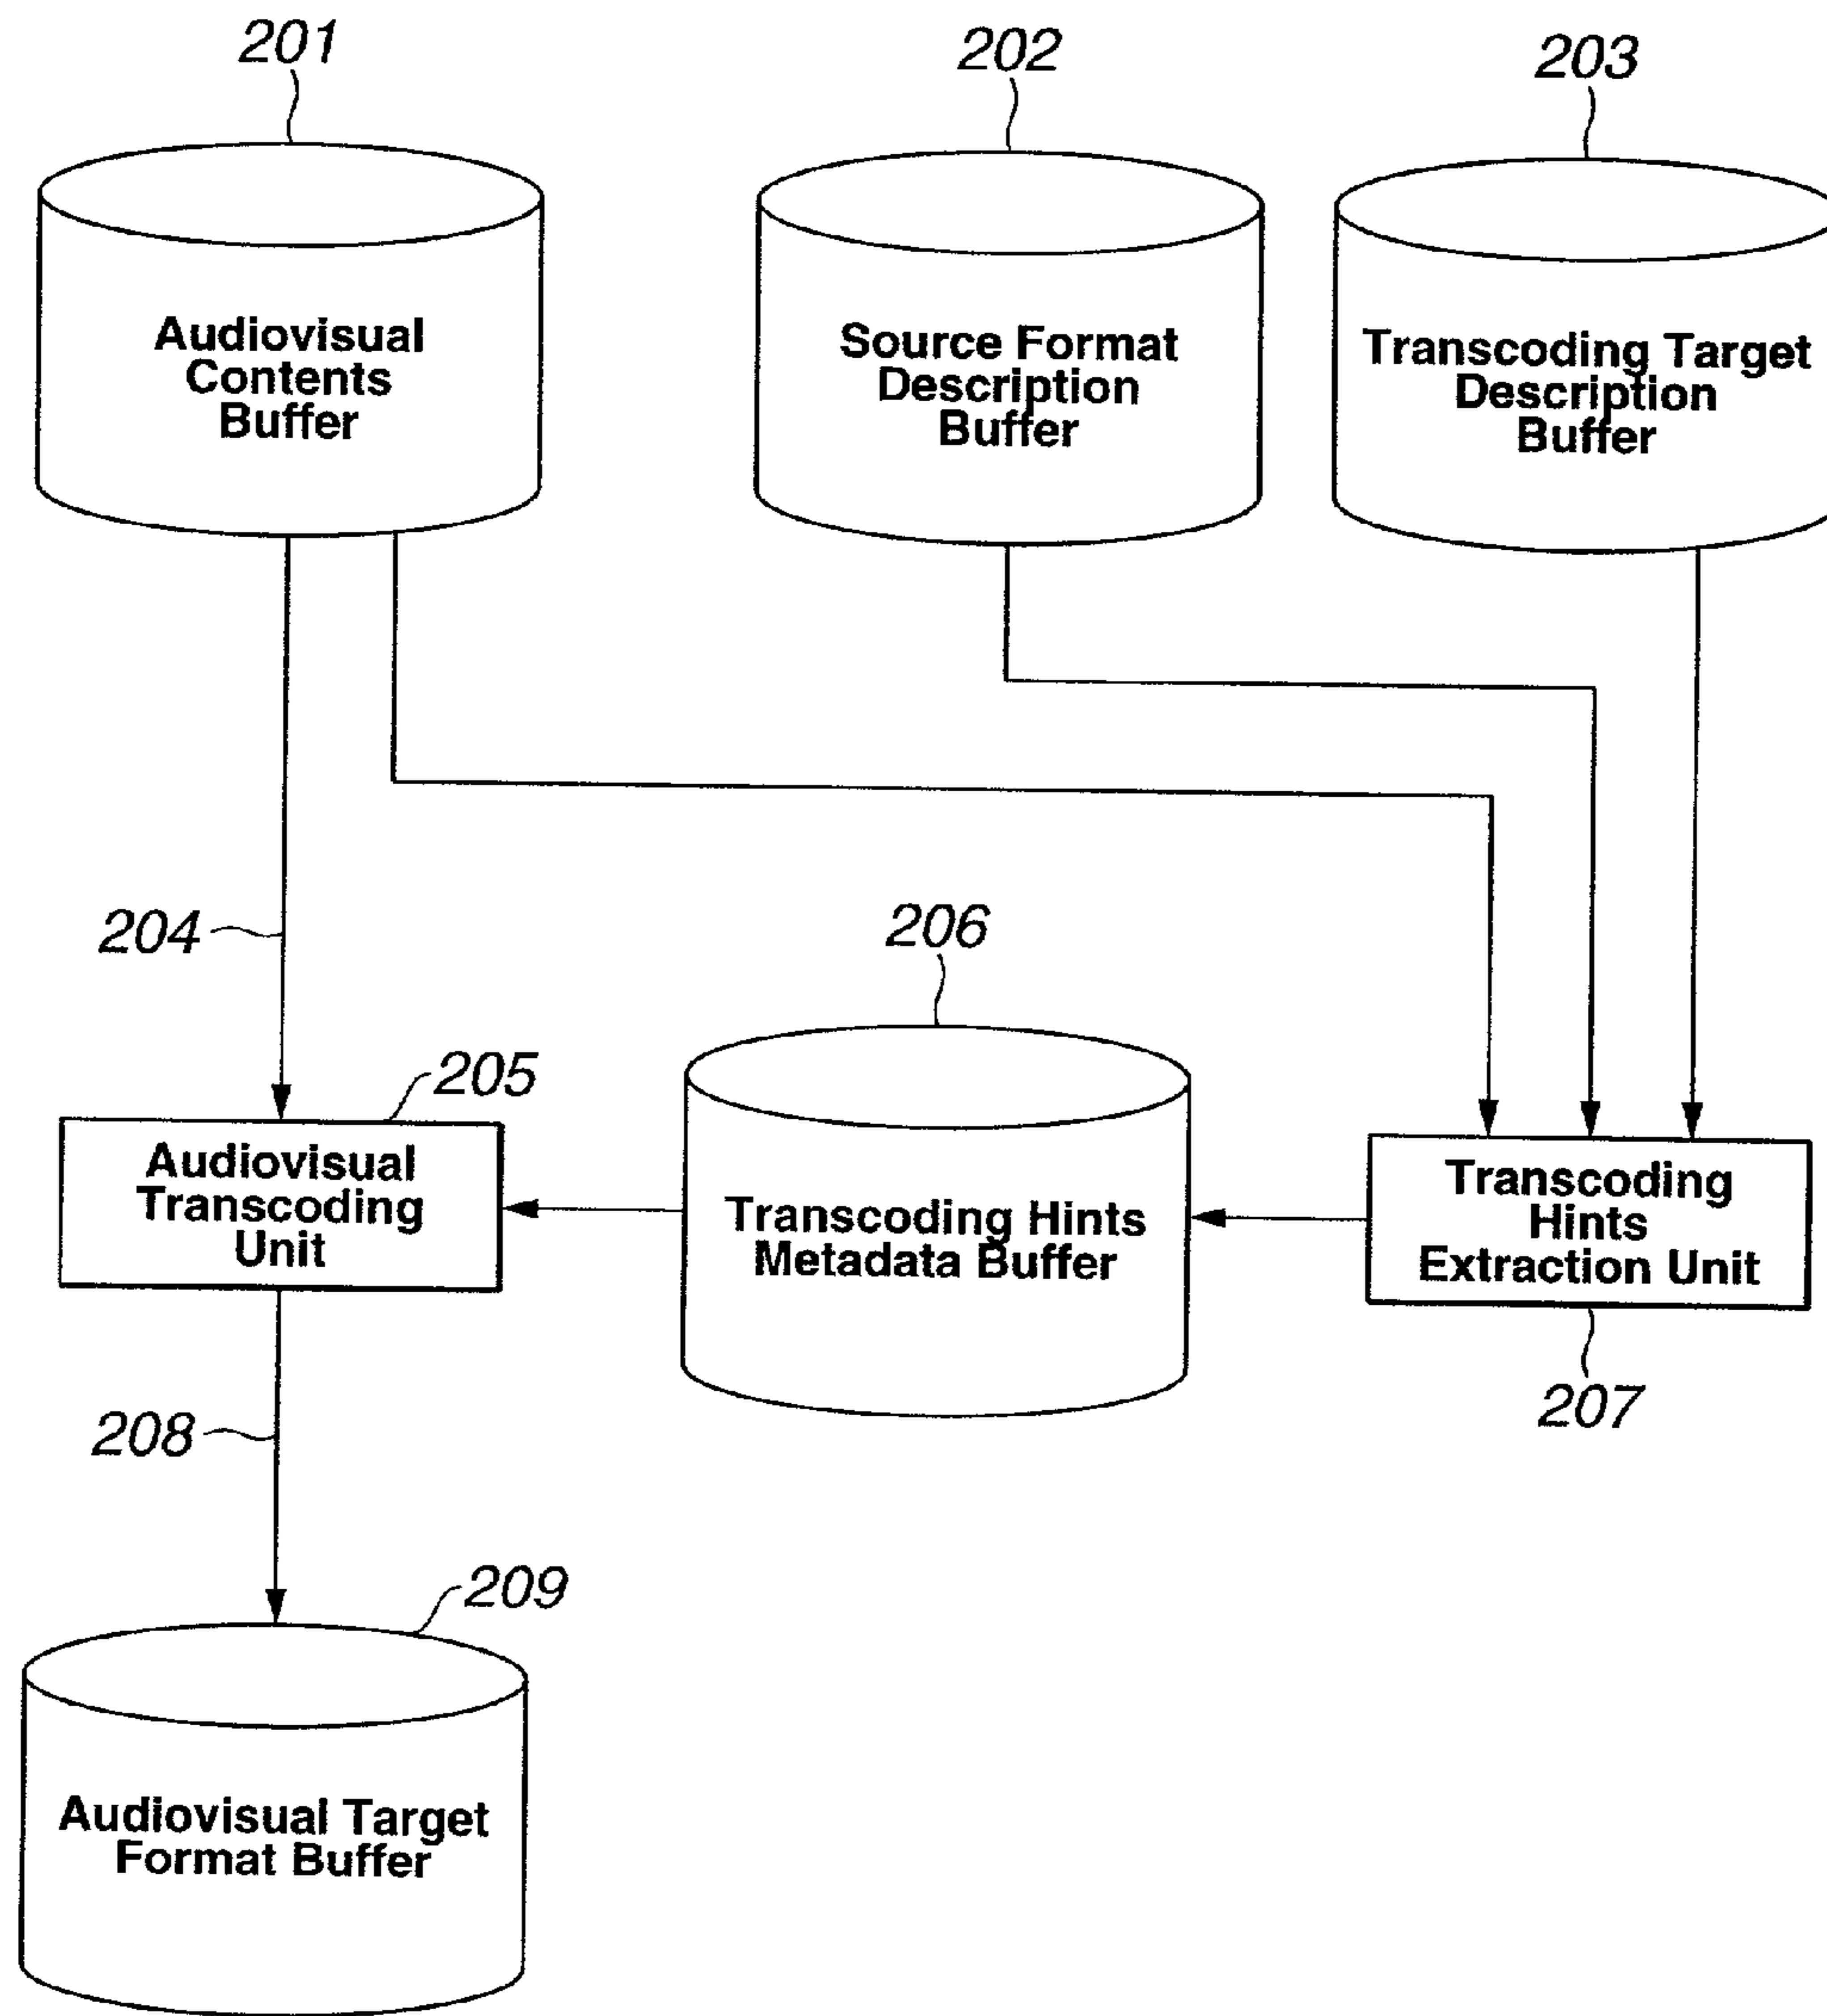 201
202
203
Audiovisual
Contents
Buffer
Source Format
Description
Buffer
Transcoding Target
Description
Buffer
204
206
205
Audiovisual
Transcoding
Unit
Transcoding Hints
Metadata Buffer
Transcoding
Hints
Extraction Unit
207
208
209
Audiovisual Target
Format Buffer